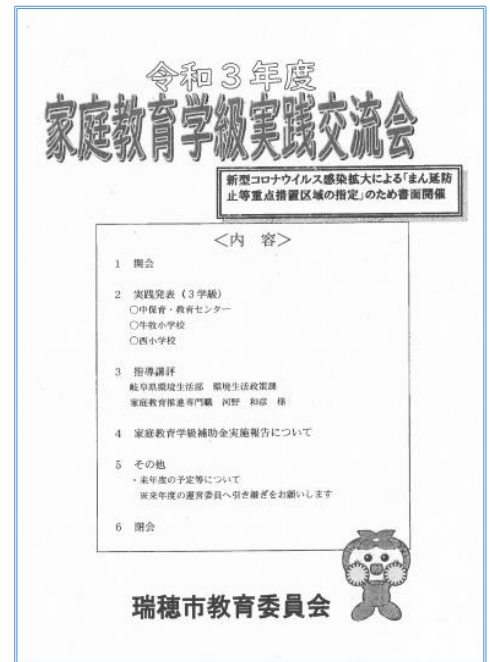 令和3年度
家庭教育学級実践交流会
新型コロナウイルス感染拡大による「まん延防
止等重点措置区域の指定」のため書面開催
＜内　容＞
1　開会
2　実践発表（3学級）
○中保育・教育センター
○牛牧小学校
○西小学校
3　指導講評
岐阜県環境生活部　環境生活政策課
家庭教育推進専門職　河野　和彦　様
4　家庭教育学級補助金実施報告について
5　その他
・来年度の予定等について
※来年度の運営委員へ引き継ぎをお願いします
6　閉会
瑞穂市教育委員会